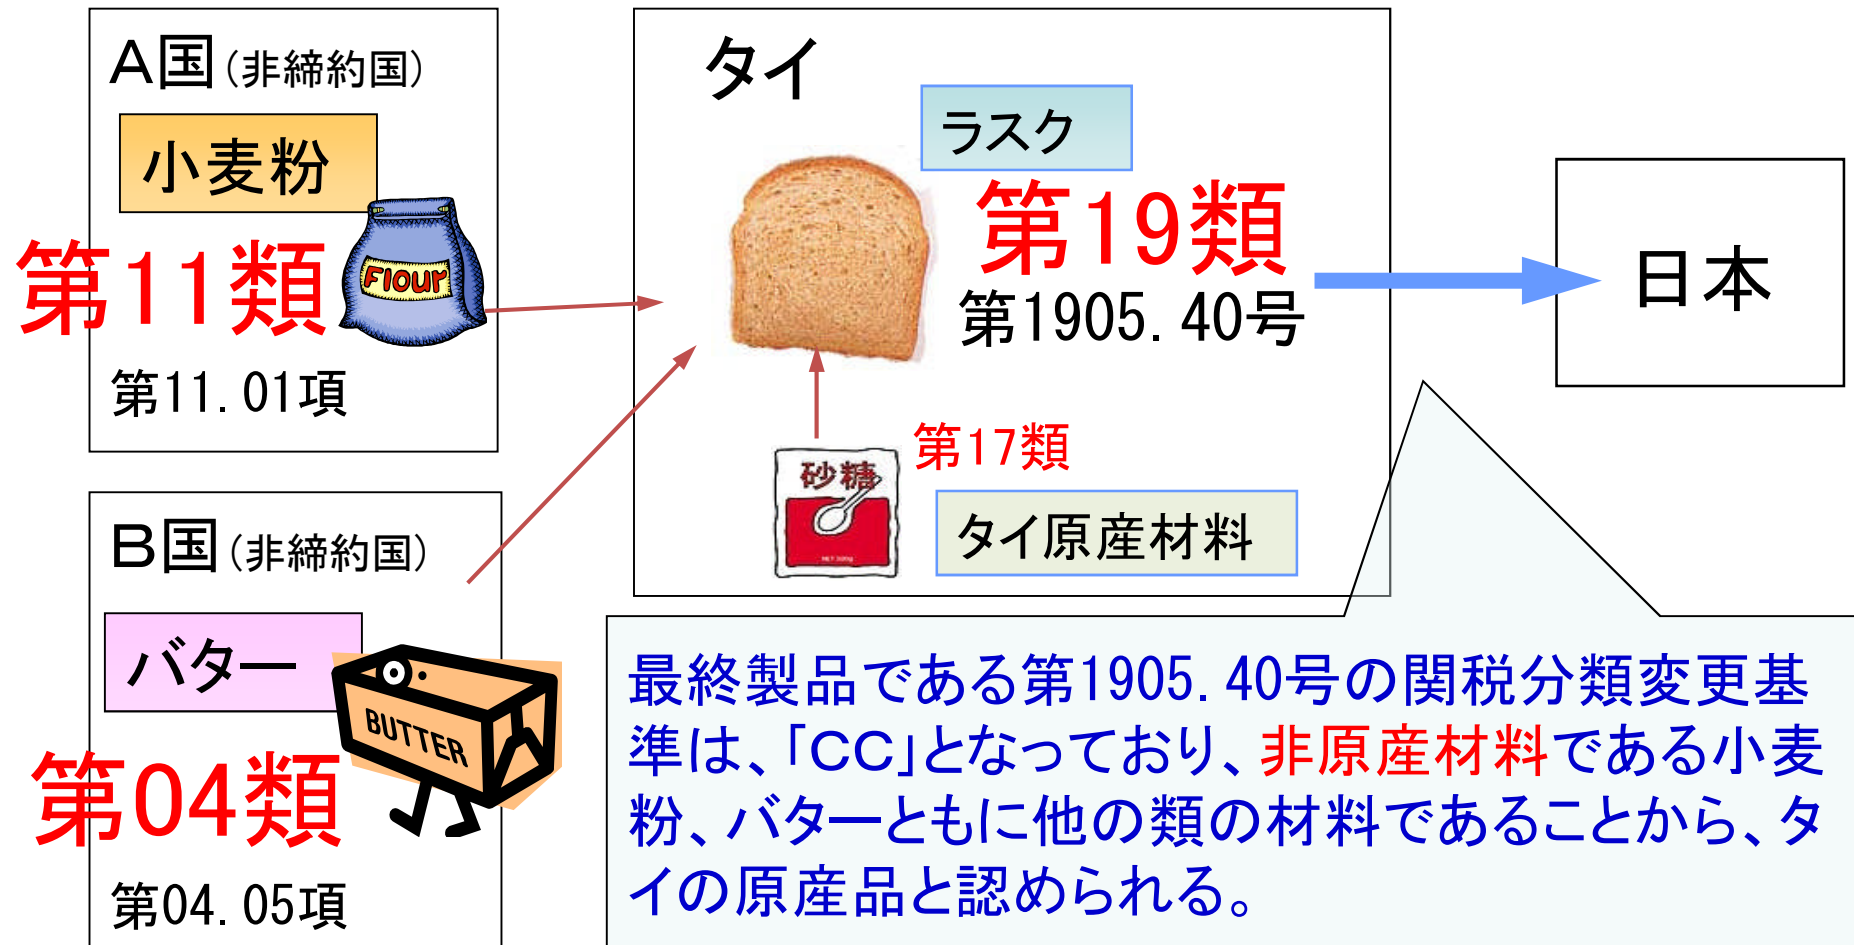 A国(非締約国)
小麦粉
第11類
Flour
第11.01項
B国(非締約国)
バター
第04類
BUTTER
第04.05項
タイ
ラスク
第19類
第1905.40号
第17類
砂糖
タイ原産材料
日本
最終製品である第1905.40号の関税分類変更基
準は、「CC」となっており、非原産材料である小麦
粉、バターともに他の類の材料であることから、タ
イの原産品と認められる。